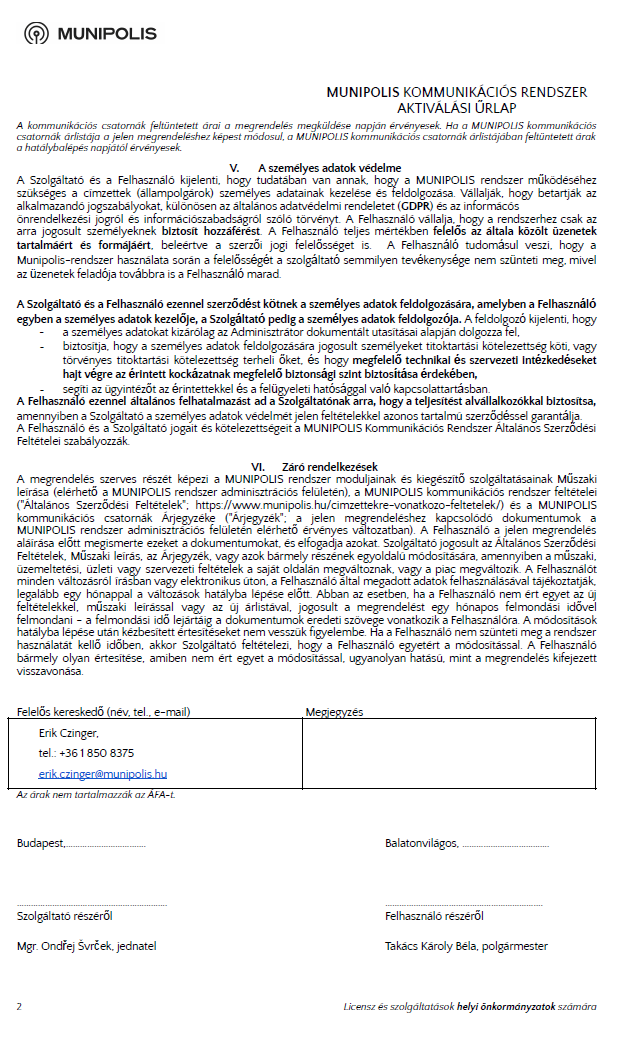 MUNIPOLIS
MUNIPOLIS KOMMUNIKÁCIÓS RENDSZER
AKTIVÁLÁSI ŰRLAP
A kommunikációs csatornák feltüntetett árai a megrendelés megküldése napján érvényesek. Ha a MUNIPOLIS kommunikációs
csatornák árlistája a jelen megrendeléshez képest módosul, a MUNIPOLIS kommunikációs csatornák árlistájában feltüntetett árak
a hatálybalépés napjától érvényesek.
V. A személyes adatok védelme
A Szolgáltató és a Felhasználó kijelenti, hogy tudatában van annak, hogy a MUNIPOLIS rendszer működéséhez
szükséges a címzettek (állampolgárok) személyes adatainak kezelése és feldolgozása. Vállalják, hogy betartják az
alkalmazandó jogszabályokat, különösen az általános adatvédelmi rendeletet (GDPR) és az informácós
önrendelkezési jogról és információszabadságról szóló törvényt. A Felhasználó vállalja, hogy a rendszerhez csak az
arra jogosult személyeknek biztosít hozzáférést. A Felhasználó teljes mértékben felelős az általa közölt üzenetek
tartalmáért és formájáért, beleértve a szerzői jogi felelősséget is. A Felhasználó tudomásul veszi, hogy a
Munipolis-rendszer használata során a felelősségét a szolgáltató semmilyen tevékenysége nem szünteti meg, mivel
az üzenetek feladója továbbra is a Felhasználó marad.
A Szolgáltató és a Felhasználó ezennel szerződést kötnek a személyes adatok feldolgozására, amelyben a Felhasználó
egyben a személyes adatok kezelője, a Szolgáltató pedig a személyes adatok feldolgozója. A feldolgozó kijelenti, hogy
- a személyes adatokat kizárólag az Adminisztrátor dokumentált utasításai alapján dolgozza fel,
- biztosítja, hogy a személyes adatok feldolgozására jogosult személyeket titoktartási kötelezettség köti, vagy
törvényes titoktartási kötelezettség terheli őket, és hogy megfelelő technikai és szervezeti intézkedéseket
hajt végre az érintett kockázatnak megfelelő biztonsági szint biztosítása érdekében,
- segíti az ügyintézőt az érintettekkel és a felügyeleti hatósággal való kapcsolattartásban.
A Felhasználó ezennel általános felhatalmazást ad a Szolgáltatónak arra, hogy a teljesítést alvállalkozókkal biztosítsa,
amennyiben a Szolgáltató a személyes adatok védelmét jelen feltételekkel azonos tartalmú szerződéssel garantálja.
A Felhasználó és a Szolgáltató jogait és kötelezettségeit a MUNIPOLIS Kommunikációs Rendszer Általános Szerződési
Feltételei szabályozzák.
VI. Záró rendelkezések
A megrendelés szerves részét képezi a MUNIPOLIS rendszer moduljainak és kiegészítő szolgáltatásainak Műszaki
leírása (elérhető a MUNIPOLIS rendszer adminisztrációs felületén), a MUNIPOLIS kommunikációs rendszer feltételei
("Általános Szerződési Feltételek"; https://www.munipolis.hu/cimzettekre-vonatkozo-feltetelek/) és a MUNIPOLIS
kommunikációs csatornák Árjegyzéke ("Árjegyzék"; a jelen megrendeléshez kapcsolódó dokumentumok a
MUNIPOLIS rendszer adminisztrációs felületén elérhető érvényes változatban). A Felhasználó a jelen megrendelés
aláírása előtt megismerte ezeket a dokumentumokat, és elfogadja azokat. Szolgáltató jogosult az Általános Szerződési
Feltételek, Műszaki leírás, az Árjegyzék, vagy azok bármely részének egyoldalú módosítására, amennyiben a műszaki,
üzemeltetési, üzleti vagy szervezeti feltételek a saját oldalán megváltoznak, vagy a piac megváltozik. A Felhasználót
minden változásról írásban vagy elektronikus úton, a Felhasználó által megadott adatok felhasználásával tájékoztatják,
legalább egy hónappal a változások hatályba lépése előtt. Abban az esetben, ha a Felhasználó nem ért egyet az új
feltételekkel, műszaki leírással vagy az új árlistával, jogosult a megrendelést egy hónapos felmondási idővel
felmondani - a felmondási idő lejártáig a dokumentumok eredeti szövege vonatkozik a Felhasználóra. A módosítások
hatályba lépése után kézbesített értesítéseket nem vesszük figyelembe. Ha a Felhasználó nem szünteti meg a rendszer
használatát kellő időben, akkor Szolgáltató feltételezi, hogy a Felhasználó egyetért a módosítással. A Felhasználó
bármely olyan értesítése, amiben nem ért egyet a módosítással, ugyanolyan hatású, mint a megrendelés kifejezett
visszavonása.
Felelős kereskedő (név, tel., e-mail) Megjegyzés
Erik Czinger,
tel.: +36 1 850 8375
erik.czinger@munipolis.hu
Az árak nem tartalmazzák az ÁFA-t.
Budapest,.................................. Balatonvilágos, .....................................
................................................................ ...................................................................
Szolgáltató részéről Felhasználó részéről
Mgr. Ondřej Švrček, jednatel Takács Károly Béla, polgármester
2 Licensz és szolgáltatások helyi önkormányzatok számára